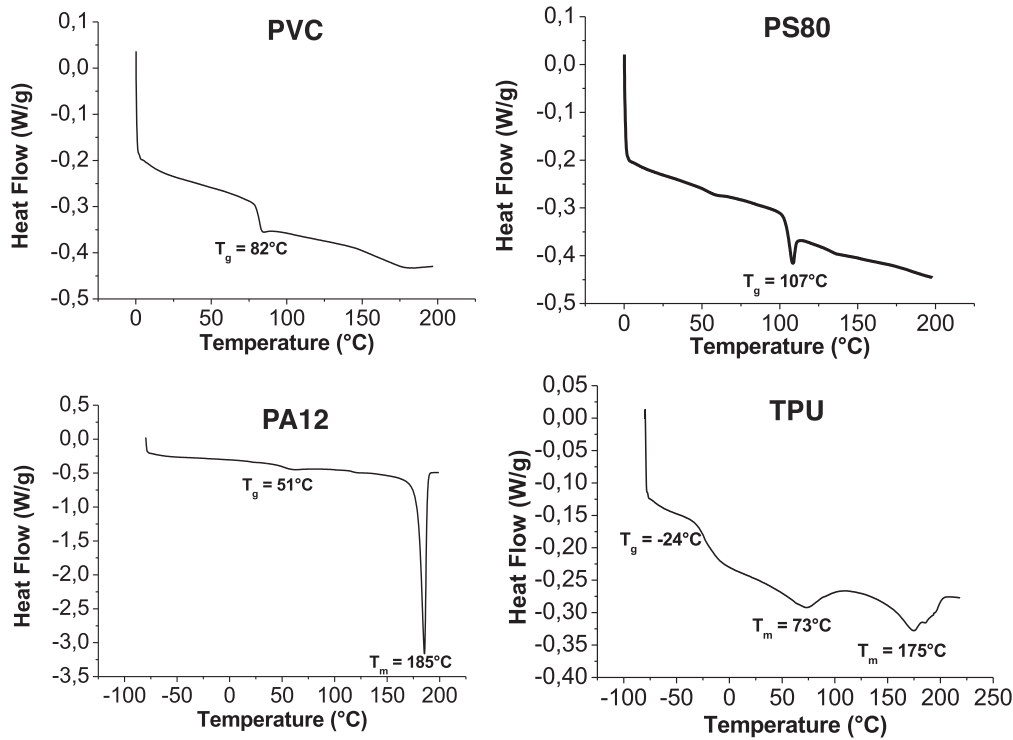 PVC
0,1
0,0
-0,1
-0,2
-0,3
-0,4
-0,5
Heat Flow (W/g)
Tg = 82°C
0 50 100 150 200
Temperature (°C)
PS80
0,1
0,0
-0,1
-0,2
-0,3
-0,4
-0,5
Heat Flow (W/g)
Tg = 107°C
0 50 100 150 200
Temperature (°C)
PA12
0,5
0,0
-0,5
-1,0
-1,5
-2,0
-2,5
-3,0
-3,5
Heat Flow (W/g)
Tg = 51°C
Tm = 185°C
-100 -50 0 50 100 150 200
Temperature (°C)
TPU
0,05
0,00
-0,05
-0,10
-0,15
-0,20
-0,25
-0,30
-0,35
-0,40
Heat Flow (W/g)
Tg = -24°C
Tm = 73°C
Tm = 175°C
-100 -50 0 50 100 150 200 250
Temperature (°C)